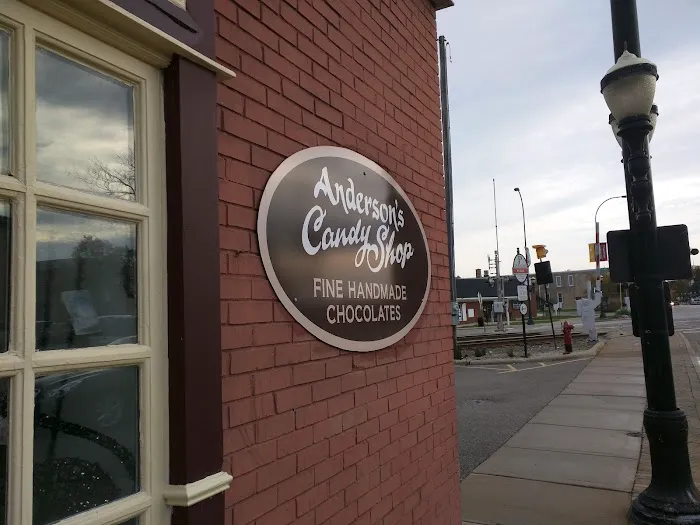 Anderson's
Candy Shop
FINE HANDMADE
CHOCOLATES